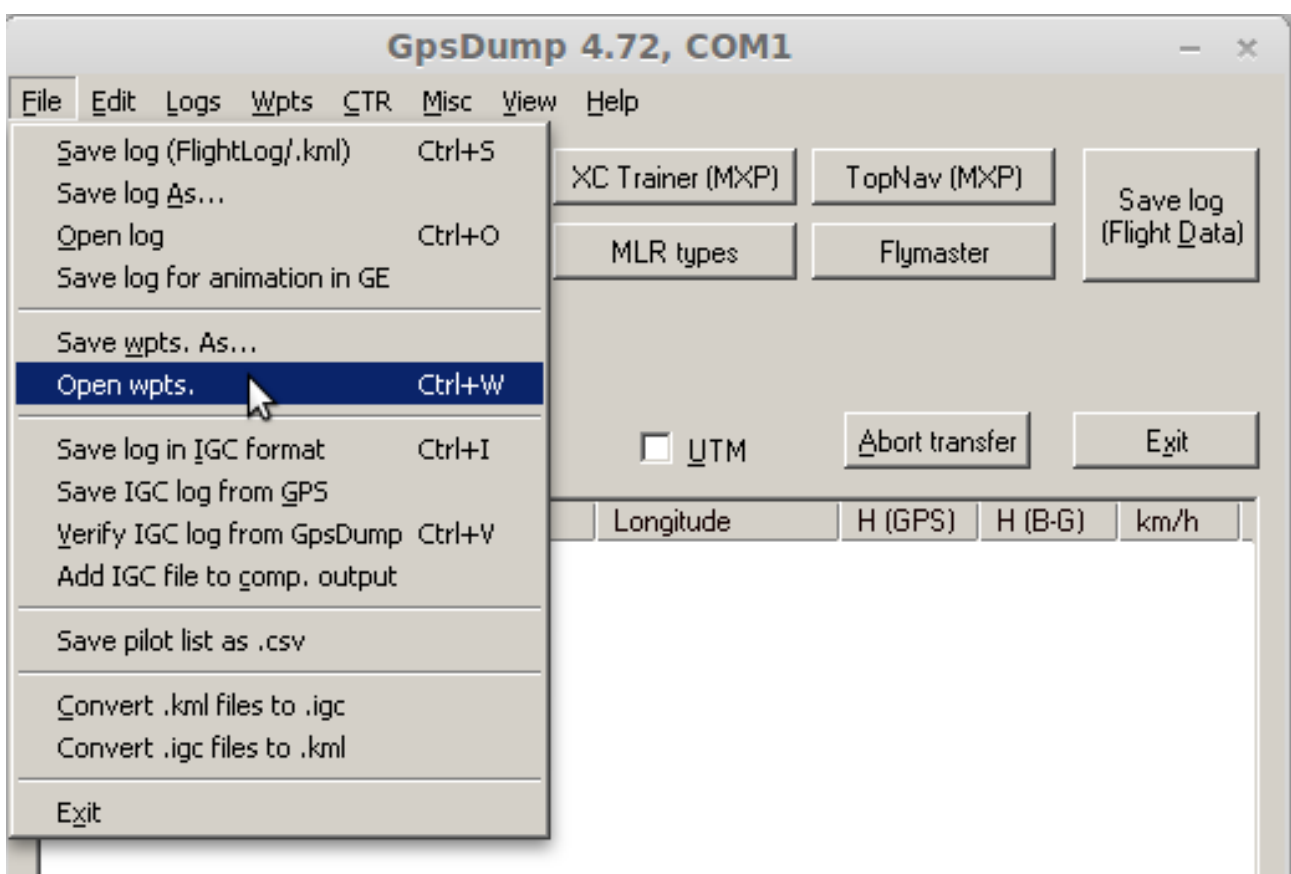 GpsDump 4.72, COM1
File Edit Logs Wpts CTR Misc View Help
Save log (FlightLog/.kml) Ctrl+S
Save log As...
Open log Ctrl+O
Save log for animation in GE
Save wpts. As...
Open wpts. Ctrl+W
Save log in IGC format Ctrl+I
Save IGC log from GPS
Verify IGC log from GpsDump Ctrl+V
Add IGC file to comp. output
Save pilot list as .csv
Convert .kml files to .igc
Convert .igc files to .kml
Exit
XC Trainer (MXP) TopNav (MXP)
MLR types Flymaster
Save log
(Flight Data)
UTM Abort transfer Exit
Longitude H (GPS) H (B-G) km/h